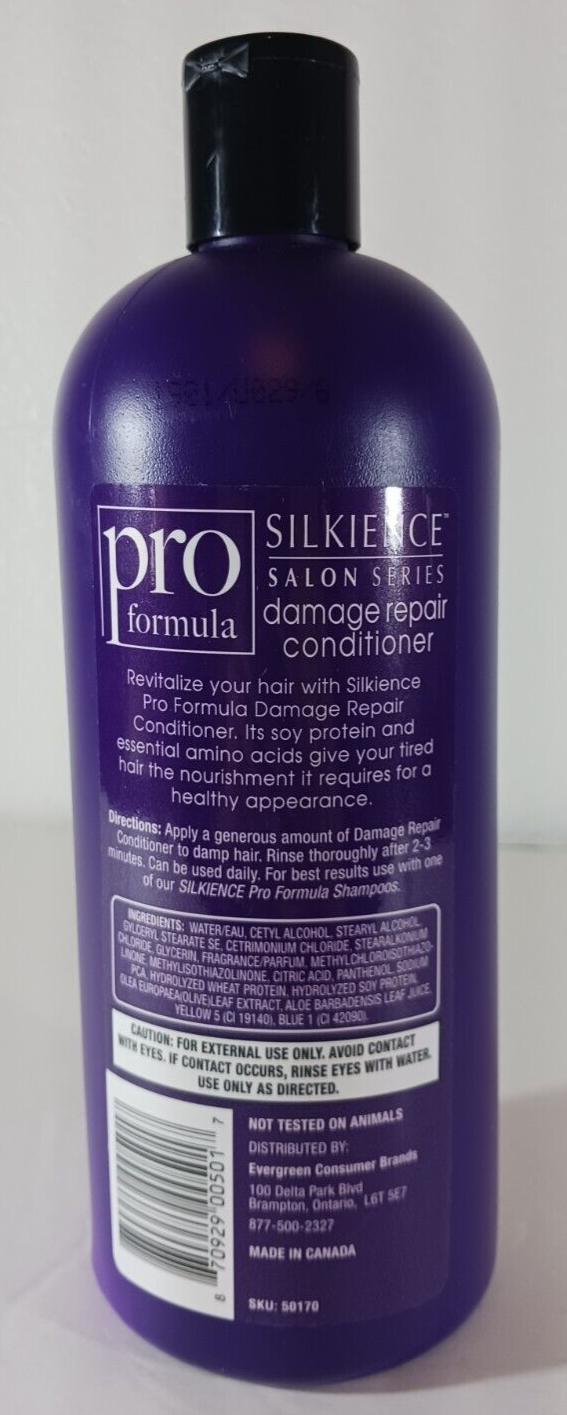 pro
formula
SILKIENCE™
SALON SERIES
damage repair
conditioner
Revitalize your hair with Silkience
Pro Formula Damage Repair
Conditioner. Its soy protein and
essential amino acids give your tired
hair the nourishment it requires for a
healthy appearance.
Directions: Apply a generous amount of Damage Repair
Conditioner to damp hair. Rinse thoroughly after 2-3
minutes. Can be used daily. For best results use with one
of our SILKIENCE Pro Formula Shampoos.
INGREDIENTS: WATER/EAU, CETYL ALCOHOL, STEARYL ALCOHOL,
GLYCERYL STEARATE SE, CETRIMONIUM CHLORIDE, STEARALKONIUM
CHLORIDE, GLYCERIN, FRAGRANCE/PARFUM, METHYLCHLOROISOTHIAZO-
LINONE, METHYLISOTHIAZOLINONE, CITRIC ACID, PANTHENOL, SODIUM
PCA, HYDROLYZED WHEAT PROTEIN, HYDROLYZED SOY PROTEIN,
OLEA EUROPAEA(OLIVE)LEAF EXTRACT, ALOE BARBADENSIS LEAF JUICE,
YELLOW 5 (CI 19140), BLUE 1 (CI 42090).
CAUTION: FOR EXTERNAL USE ONLY. AVOID CONTACT
WITH EYES. IF CONTACT OCCURS, RINSE EYES WITH WATER.
USE ONLY AS DIRECTED.
8 70929 00501 7
NOT TESTED ON ANIMALS
DISTRIBUTED BY:
Evergreen Consumer Brands
100 Delta Park Blvd
Brampton, Ontario, L6T 5E7
877-500-2327
MADE IN CANADA
SKU: 50170